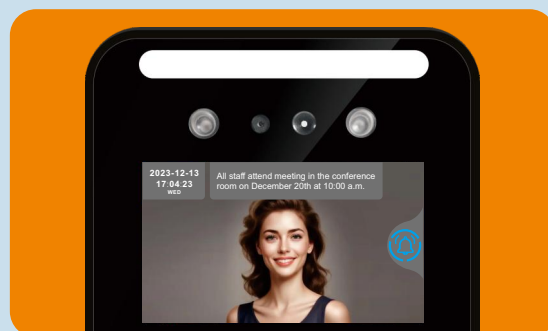 2023-12-13
17:04:23
WED
All staff attend meeting in the conference
room on December 20th at 10:00 a.m.